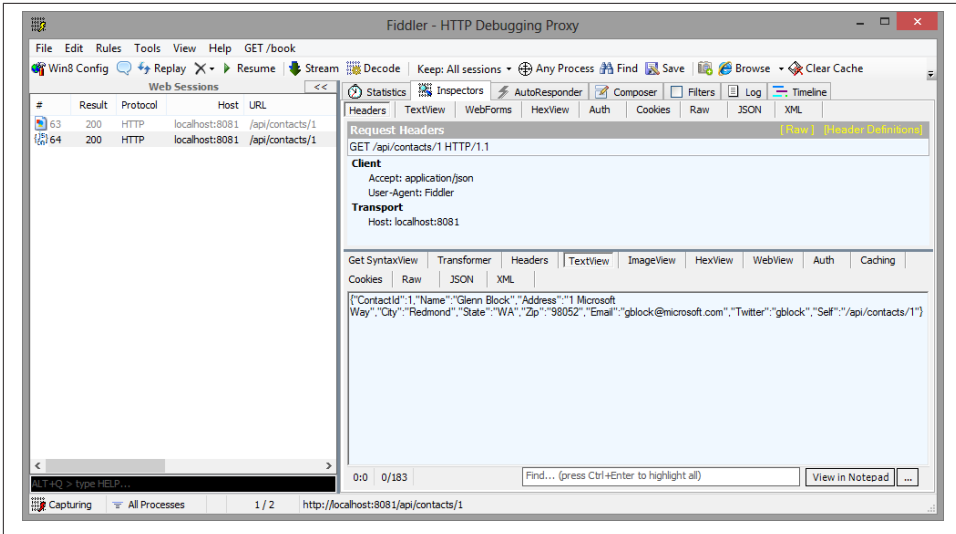 Fiddler - HTTP Debugging Proxy
File Edit Rules Tools View Help GET /book
Win8 Config Replay Resume Stream Decode Keep: All sessions Any Process Find Save Browse Clear Cache
Web Sessions <<
# Result Protocol Host URL
63 200 HTTP localhost:8081 /api/contacts/1
64 200 HTTP localhost:8081 /api/contacts/1
Statistics Inspectors AutoResponder Composer Filters Log Timeline
Headers TextView WebForms HexView Auth Cookies Raw JSON XML
Request Headers [ Raw ] [Header Definitions]
GET /api/contacts/1 HTTP/1.1
Client
Accept: application/json
User-Agent: Fiddler
Transport
Host: localhost:8081
Get SyntaxView Transformer Headers TextView ImageView HexView WebView Auth Caching
Cookies Raw JSON XML
{"ContactId":1,"Name":"Glenn Block","Address":"1 Microsoft
Way","City":"Redmond","State":"WA","Zip":"98052","Email":"gblock@microsoft.com","Twitter":"gblock","Self":"/api/contacts/1"}
0:0 0/183 Find... (press Ctrl+Enter to highlight all) View in Notepad ...
ALT+Q > type HELP...
Capturing All Processes 1 / 2 http://localhost:8081/api/contacts/1